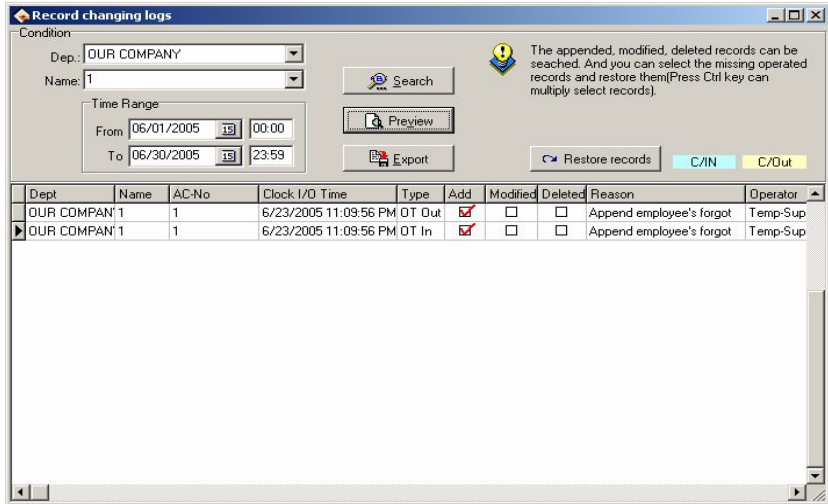 Record changing logs
Condition
Dep.: OUR COMPANY
Name: 1
Time Range
From 06/01/2005 15 00:00
To 06/30/2005 15 23:59
Search
Preview
Export
The appended, modified, deleted records can be
seached. And you can select the missing operated
records and restore them(Press Ctrl key can
multiply select records).
Restore records C/IN C/Out
Dept Name AC-No Clock I/O Time Type Add Modified Deleted Reason Operator
OUR COMPAN 1 1 6/23/2005 11:09:56 PM OT Out Append employee's forgot Temp-Sup
OUR COMPAN 1 1 6/23/2005 11:09:56 PM OT In Append employee's forgot Temp-Sup